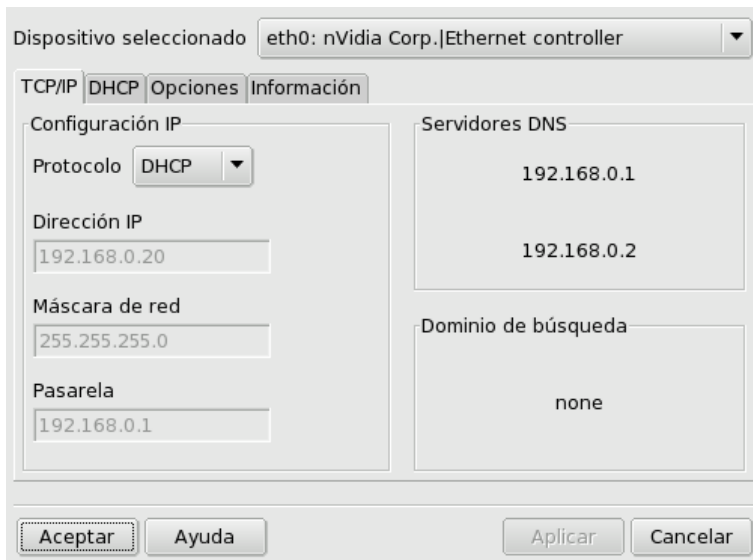 Dispositivo seleccionado eth0: nVidia Corp.|Ethernet controller
TCP/IP DHCP Opciones Información
Configuración IP
Protocolo DHCP
Dirección IP
192.168.0.20
Máscara de red
255.255.255.0
Pasarela
192.168.0.1
Servidores DNS
192.168.0.1
192.168.0.2
Dominio de búsqueda
none
Aceptar Ayuda Aplicar Cancelar